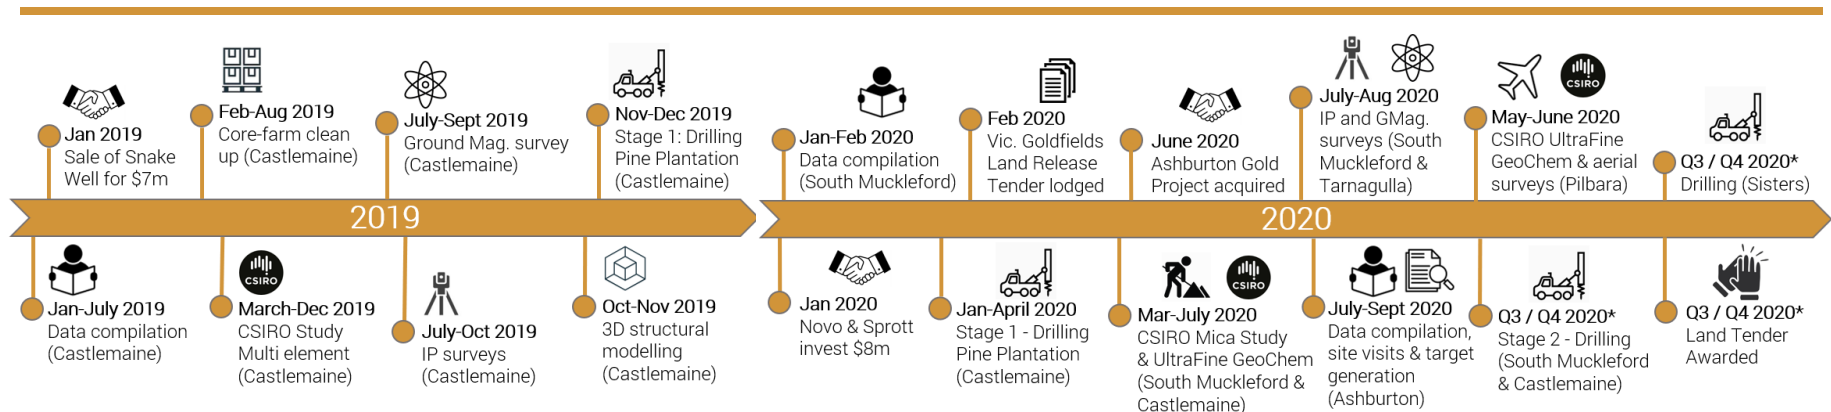 Jan 2019
Sale of Snake
Well for $7m
Feb-Aug 2019
Core-farm clean
up (Castlemaine)
July-Sept 2019
Ground Mag. survey
(Castlemaine)
Nov-Dec 2019
Stage 1: Drilling
Pine Plantation
(Castlemaine)
Jan-Feb 2020
Data compilation
(South Muckleford)
Feb 2020
Vic. Goldfields
Land Release
Tender lodged
June 2020
Ashburton Gold
Project acquired
July-Aug 2020
IP and GMag.
surveys (South
Muckleford &
Tarnagulla)
CSIRO
May-June 2020
CSIRO UltraFine
GeoChem & aerial
surveys (Pilbara)
Q3 / Q4 2020*
Drilling (Sisters)
2019
2020
Jan-July 2019
Data compilation
(Castlemaine)
CSIRO
March-Dec 2019
CSIRO Study
Multi element
(Castlemaine)
July-Oct 2019
IP surveys
(Castlemaine)
Oct-Nov 2019
3D structural
modelling
(Castlemaine)
Jan 2020
Novo & Sprott
invest $8m
Jan-April 2020
Stage 1 - Drilling
Pine Plantation
(Castlemaine)
CSIRO
Mar-July 2020
CSIRO Mica Study
& UltraFine GeoChem
(South Muckleford &
Castlemaine)
July-Sept 2020
Data compilation,
site visits & target
generation
(Ashburton)
Q3 / Q4 2020*
Stage 2 - Drilling
(South Muckleford
& Castlemaine)
Q3 / Q4 2020*
Land Tender
Awarded